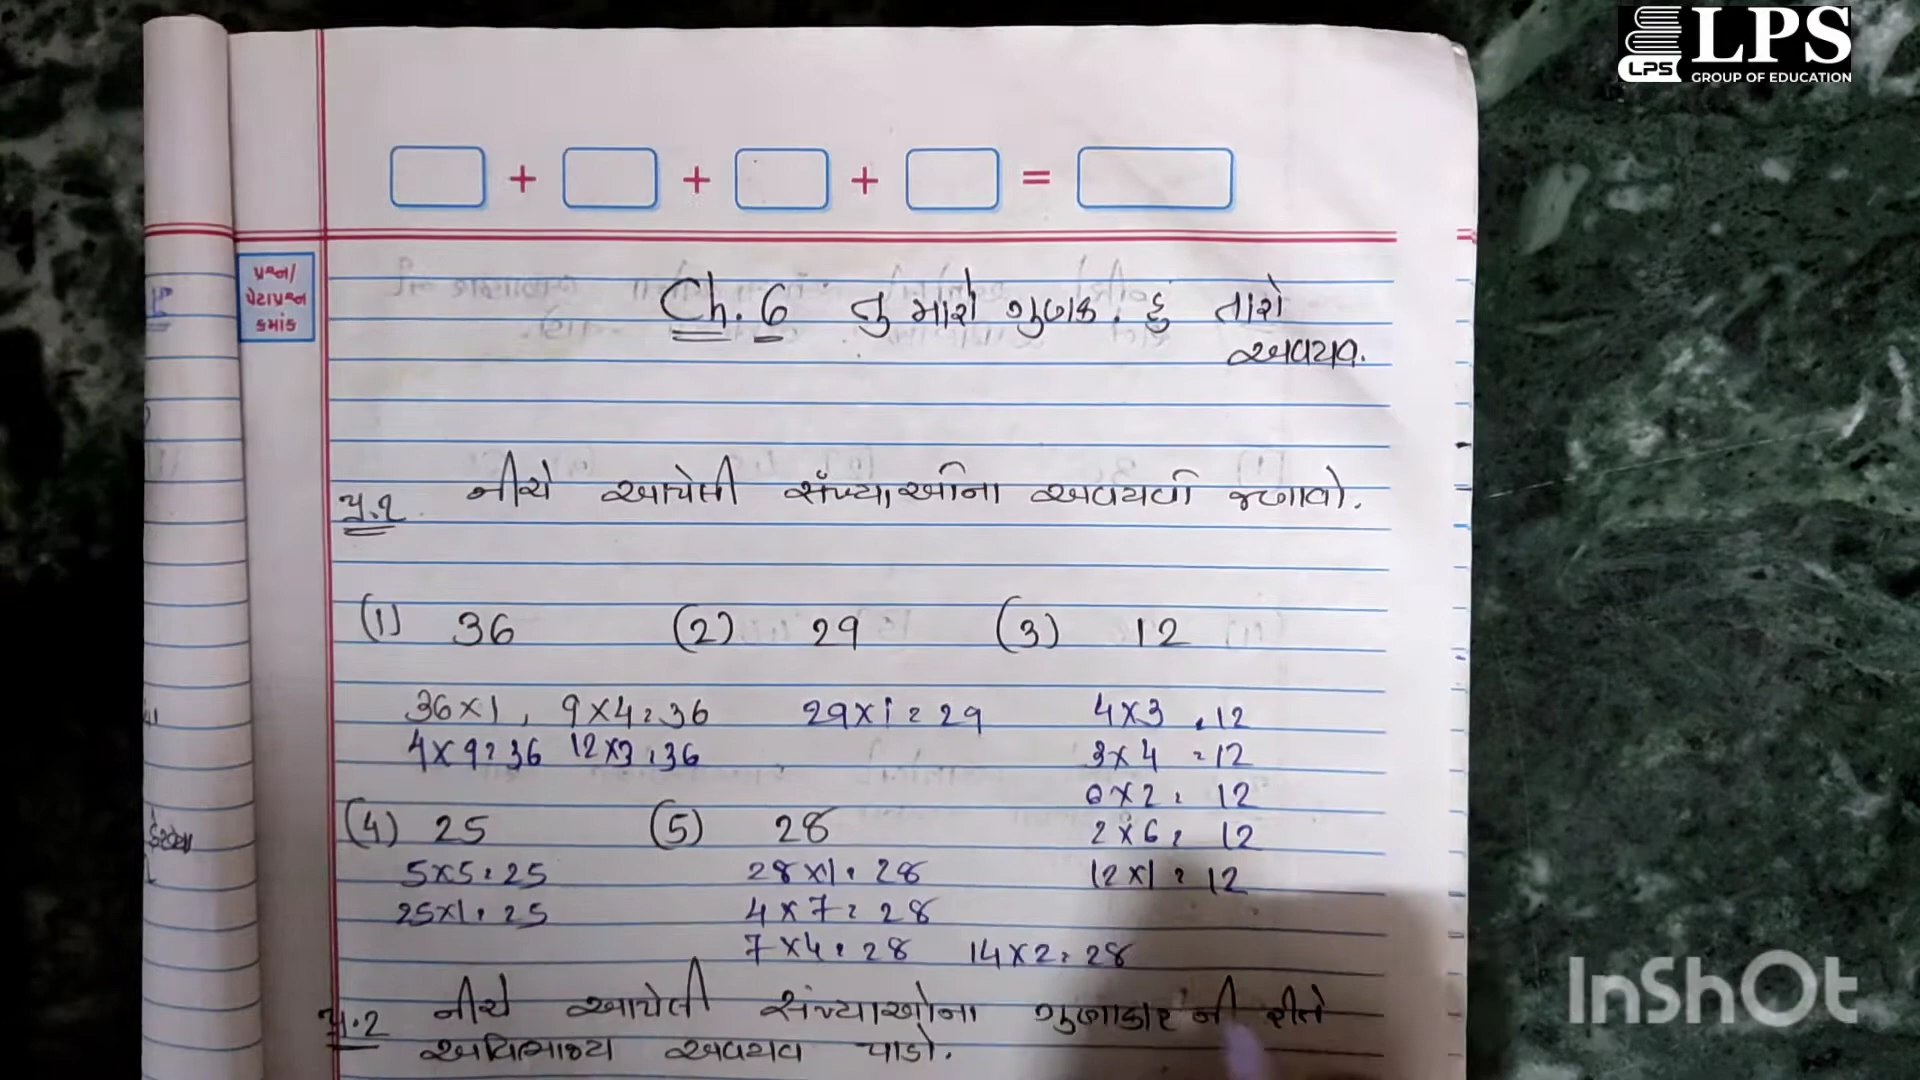 LPS
LPS
GROUP OF EDUCATION
+ + + =
પ્રશ્ન/
પેટાપ્રશ્ન
ક્રમાંક
Ch. 6 તુ મારો ગુણક, હું તારો
અવયવ.
પ્ર.૧ નીચે આપેલી સંખ્યાઓના અવયવો જણાવો.
(1) 36 (2) 29 (3) 12
36×1, 9×4=36 29×1=29 4×3=12
4×9=36 12×3=36 3×4=12
6×2=12
(4) 25 (5) 28 2×6=12
5×5=25 28×1=28 12×1=12
25×1=25 4×7=28
7×4=28 14×2=28
પ્ર.2 નીચે આપેલી સંખ્યાઓના ગુણાકારની રીતે
અવિભાજ્ય અવયવ પાડો.
InShOt